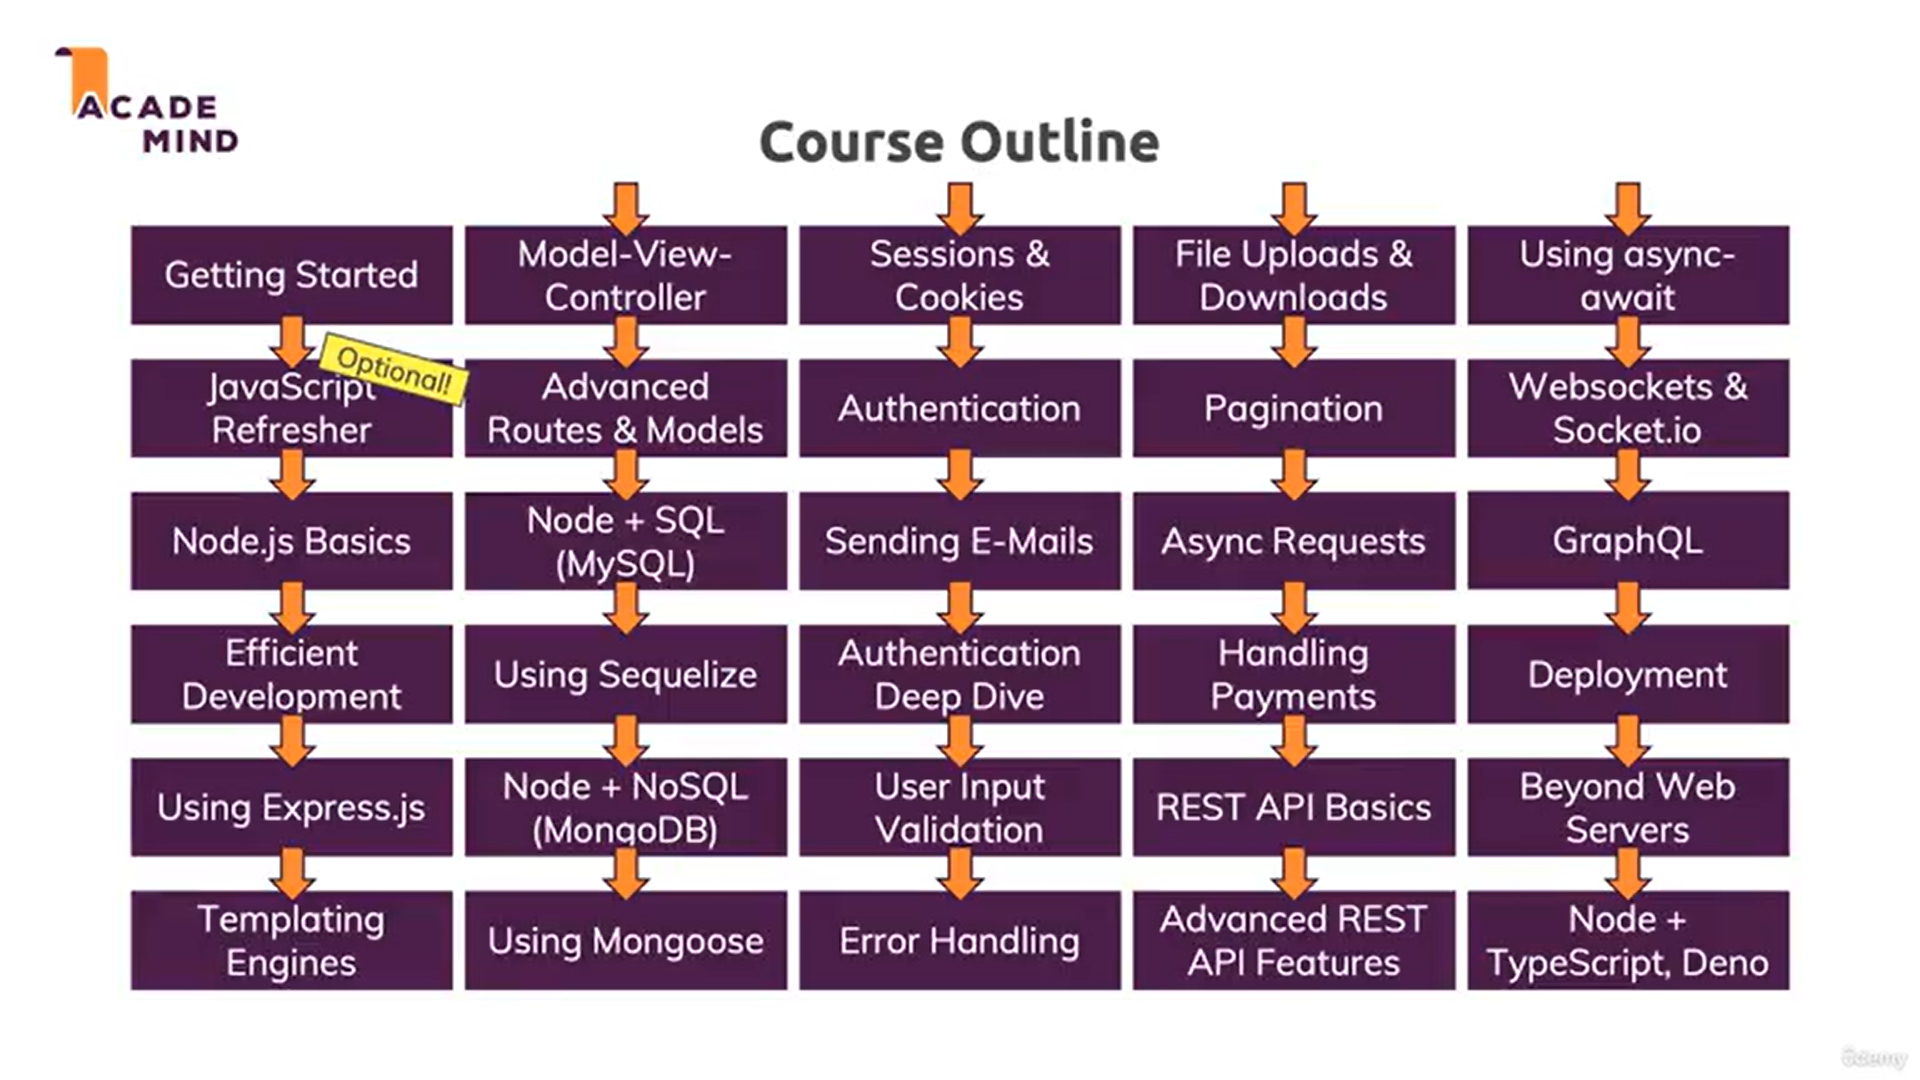 ACADE
MIND
Course Outline
Getting Started
Optional!
JavaScript
Refresher
Node.js Basics
Efficient
Development
Using Express.js
Templating
Engines
Model-View-
Controller
Advanced
Routes & Models
Node + SQL
(MySQL)
Using Sequelize
Node + NoSQL
(MongoDB)
Using Mongoose
Sessions &
Cookies
Authentication
Sending E-Mails
Authentication
Deep Dive
User Input
Validation
Error Handling
File Uploads &
Downloads
Pagination
Async Requests
Handling
Payments
REST API Basics
Advanced REST
API Features
Using async-
await
Websockets &
Socket.io
GraphQL
Deployment
Beyond Web
Servers
Node +
TypeScript, Deno
ûdemy